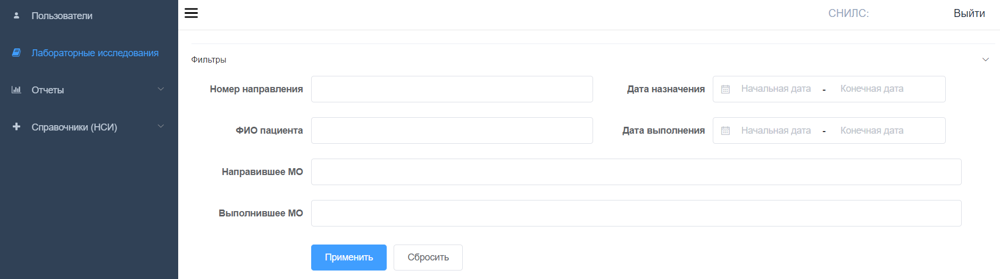 Пользователи
Лабораторные исследования
Отчеты
Справочники (НСИ)
СНИЛС: Выйти
Фильтры
Номер направления Дата назначения Начальная дата - Конечная дата
ФИО пациента Дата выполнения Начальная дата - Конечная дата
Направившее МО
Выполнившее МО
Применить Сбросить